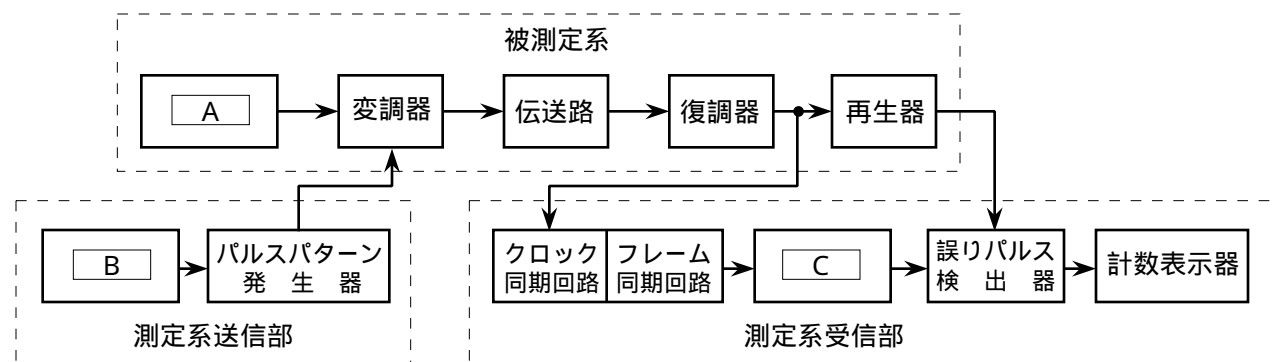 被測定系
A
変調器
伝送路
復調器
再生器
B
パルスパターン
発 生 器
測定系送信部
クロック
同期回路
フレーム
同期回路
C
誤りパルス
検 出 器
計数表示器
測定系受信部